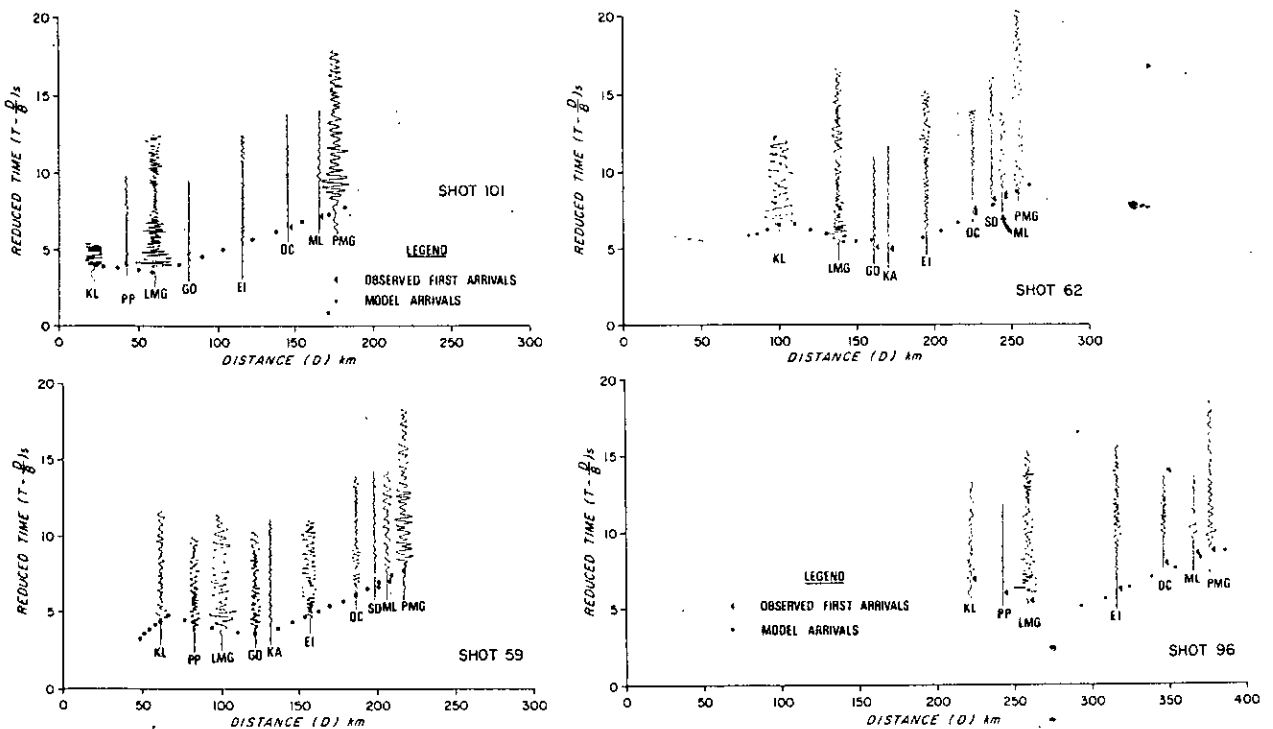 REDUCED TIME (T - D/8) s
20
15
10
5
0
KL
PP
LMG
GO
EI
OC
ML
PMG
SHOT 101
LEGEND
OBSERVED FIRST ARRIVALS
MODEL ARRIVALS
0 50 100 150 200 250 300
DISTANCE (D) km
REDUCED TIME (T - D/8) s
20
15
10
5
0
KL
LMG
GO
KA
EI
OC
SD
ML
PMG
SHOT 62
0 50 100 150 200 250 300
DISTANCE (D) km
REDUCED TIME (T - D/8) s
20
15
10
5
0
KL
PP
LMG
GO
KA
EI
OC
SD
ML
PMG
SHOT 59
0 50 100 150 200 250 300
DISTANCE (D) km
REDUCED TIME (T - D/8) s
20
15
10
5
0
KL
PP
LMG
EI
OC
ML
PMG
LEGEND
OBSERVED FIRST ARRIVALS
MODEL ARRIVALS
SHOT 96
0 50 100 150 200 250 300 350 400
DISTANCE (D) km